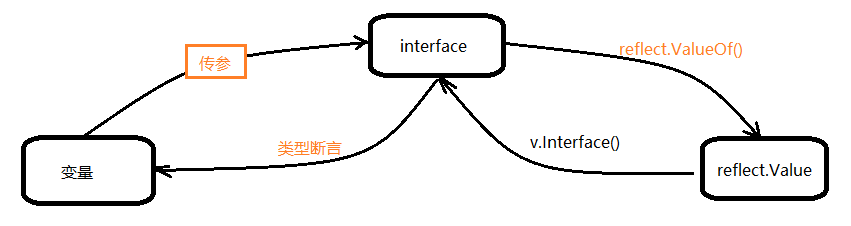 interface
reflect.ValueOf()
传参
类型断言
v.Interface()
变量
reflect.Value